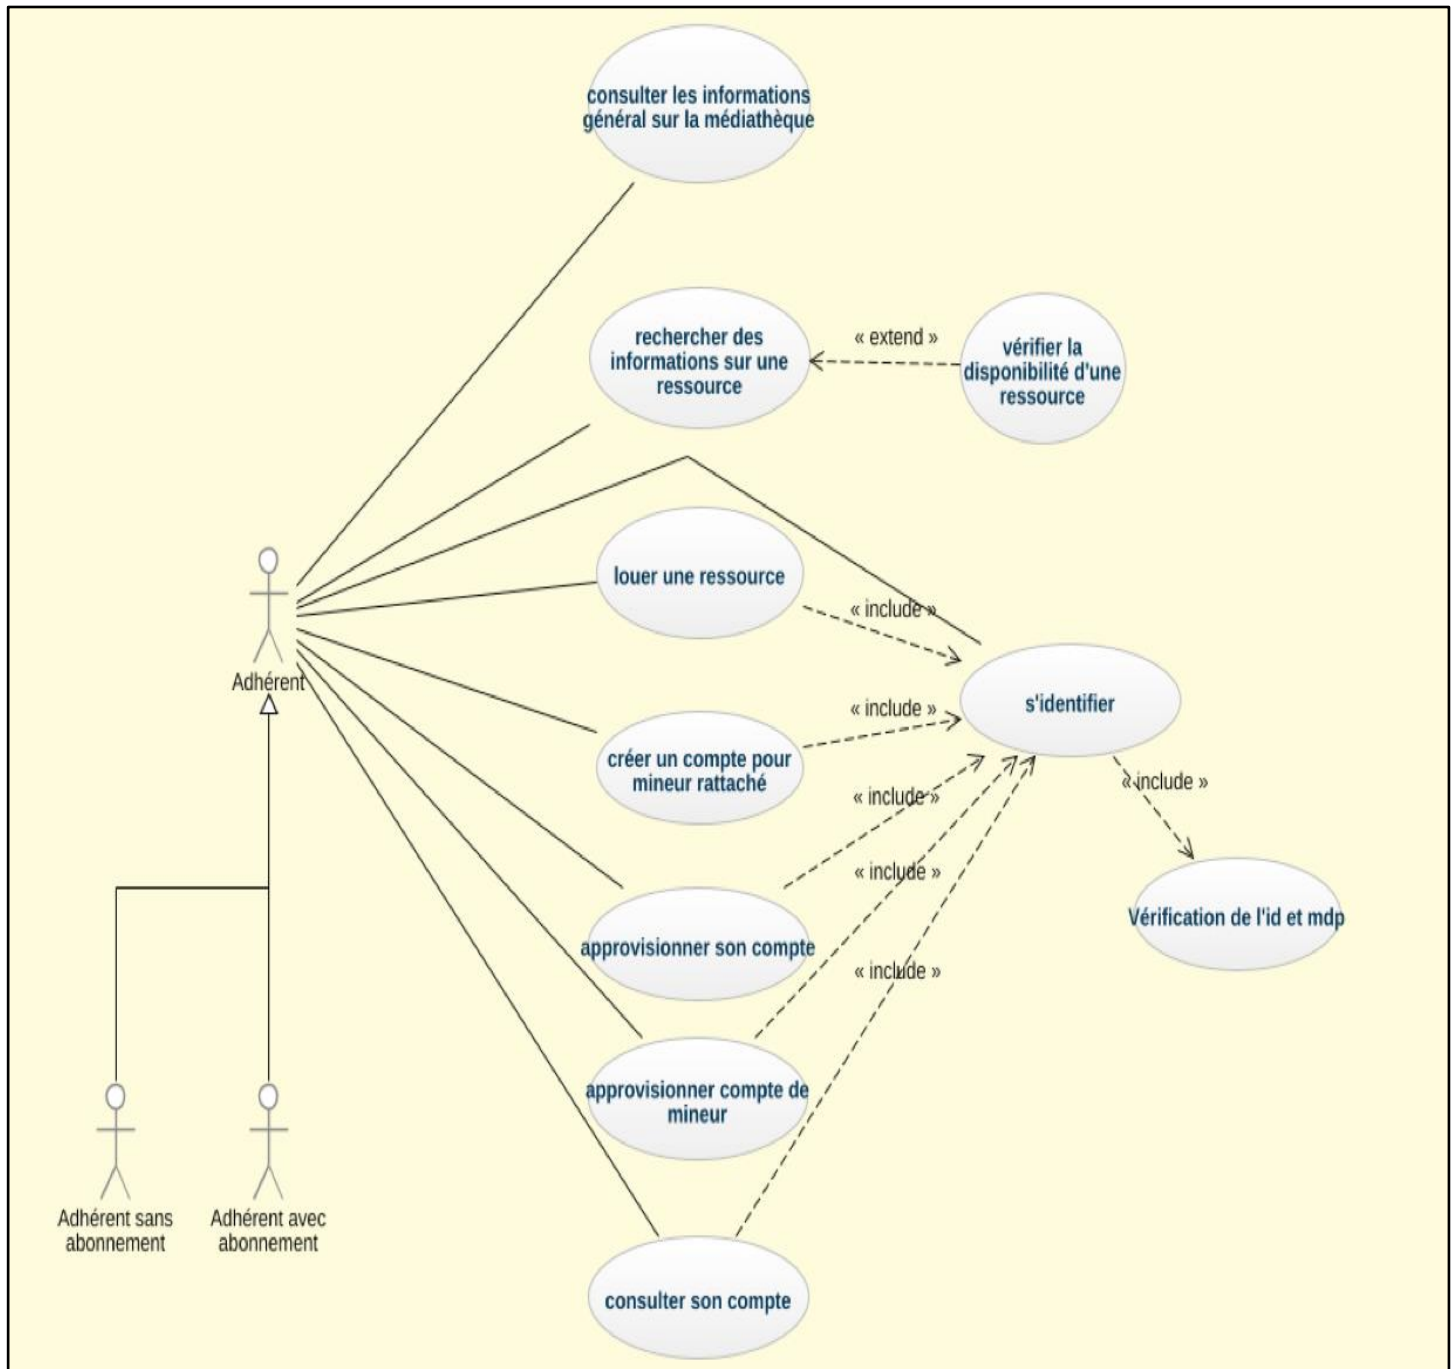 consulter les informations
général sur la médiathèque
rechercher des
informations sur une
ressource
« extend »
vérifier la
disponibilité d'une
ressource
louer une ressource
« include »
Adhérent
s'identifier
« include »
créer un compte pour
mineur rattaché
« include »
« include »
« include »
Vérification de l'id et mdp
approvisionner son compte
« include »
approvisionner compte de
mineur
Adhérent sans
abonnement
Adhérent avec
abonnement
consulter son compte